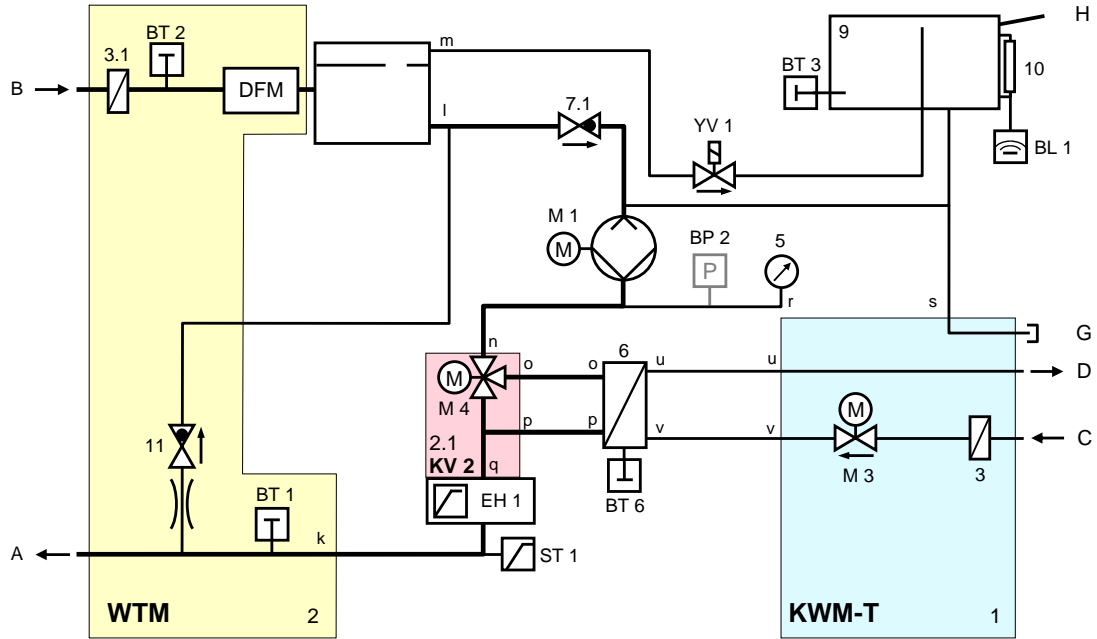 H
9
m
BT 2
3.1
BT 3
10
B
DFM
7.1
l
YV 1
BL 1
M 1
BP 2
5
M
P
r
s
G
n
6
o
o
u
u
D
M
M 4
M
2.1
p
p
v
v
C
11
KV 2
q
M 3
3
BT 1
EH 1
BT 6
k
A
ST 1
WTM
2
KWM-T
1